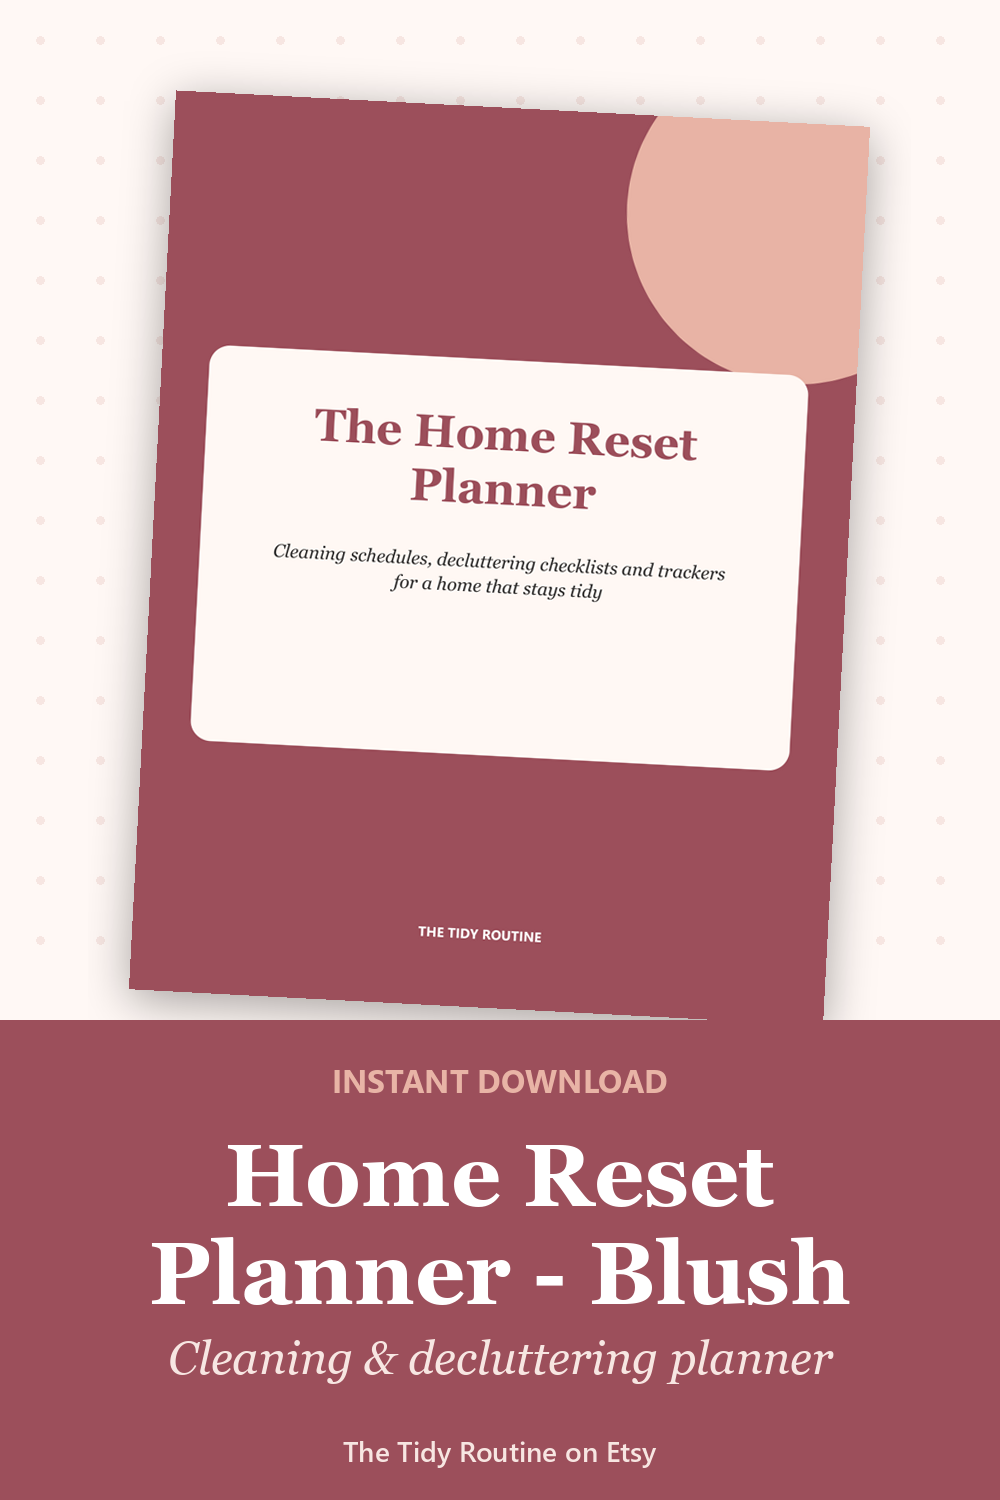 The Home Reset
Planner
Cleaning schedules, decluttering checklists and trackers
for a home that stays tidy
THE TIDY ROUTINE
INSTANT DOWNLOAD
Home Reset
Planner - Blush
Cleaning & decluttering planner
The Tidy Routine on Etsy